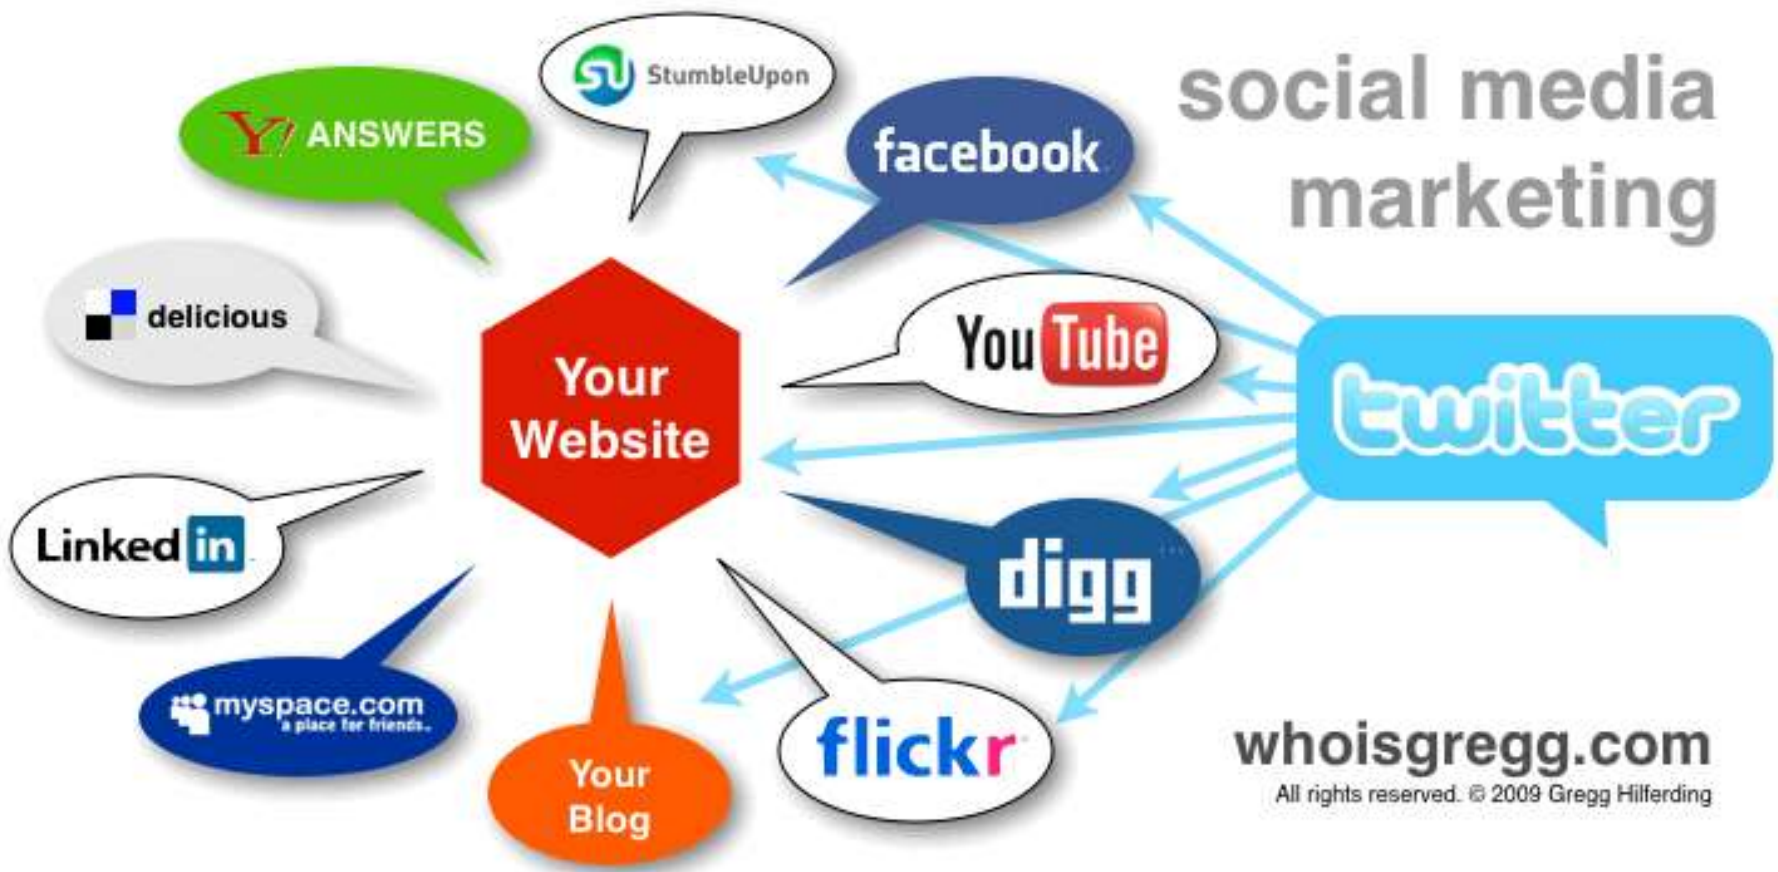 social media
marketing
StumbleUpon
Y! ANSWERS
facebook
delicious
YouTube
Your
Website
twitter
Linked in
digg
myspace.com
a place for friends.
Your
Blog
flickr
whoisgregg.com
All rights reserved. © 2009 Gregg Hilferding